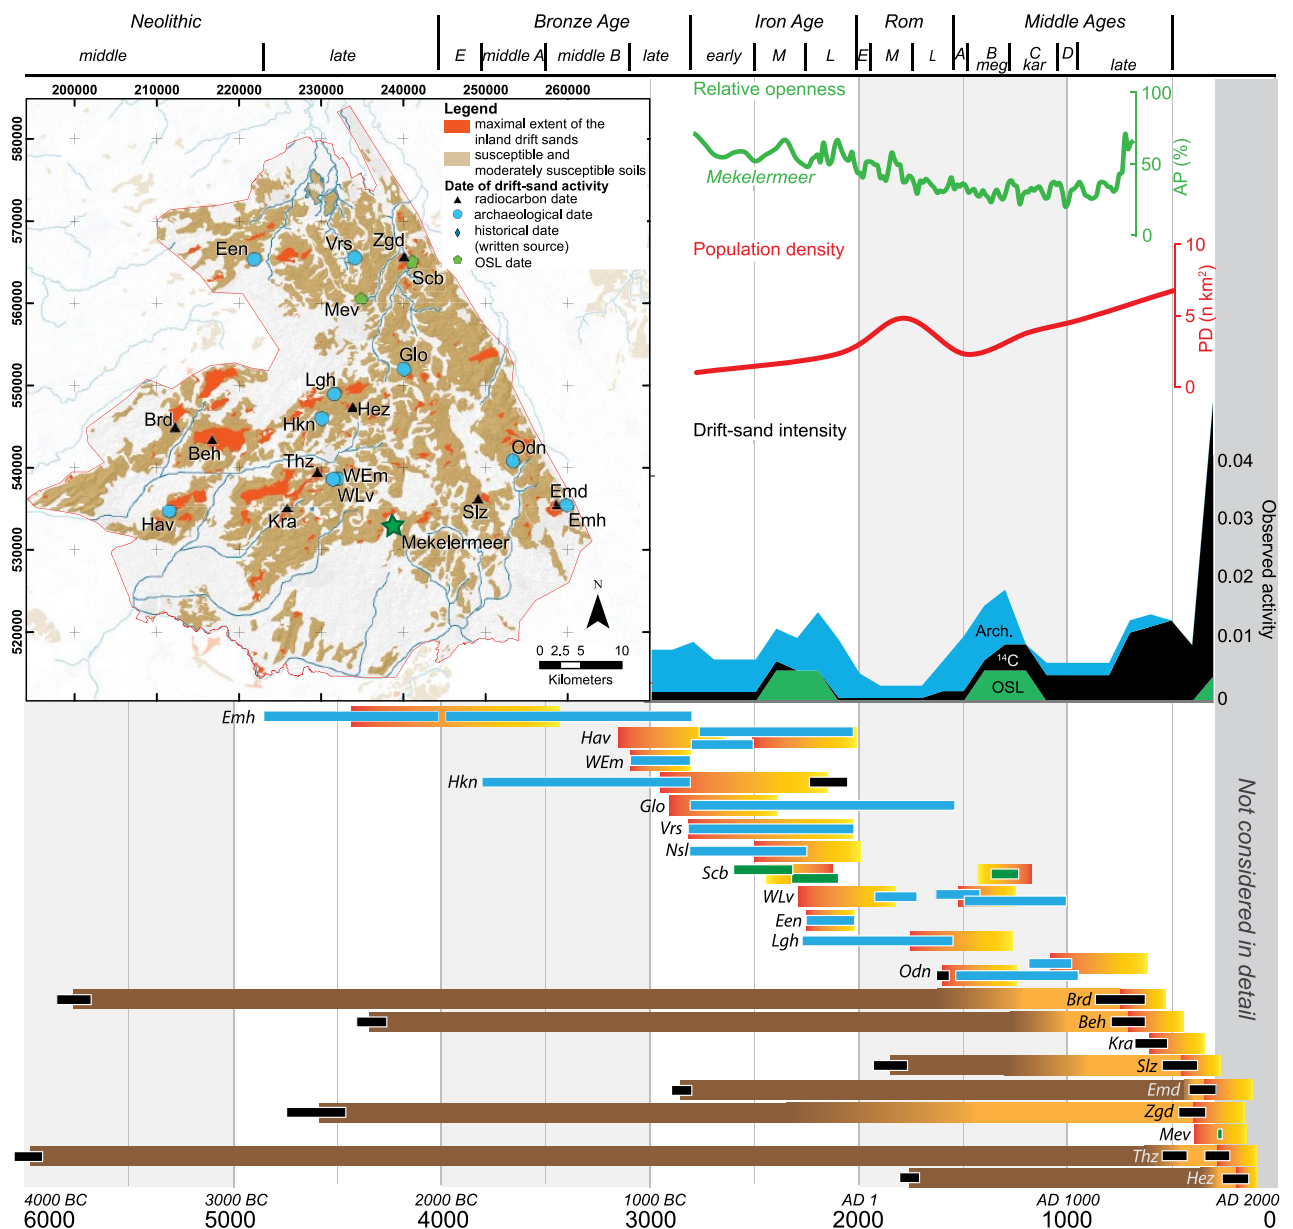 Neolithic Bronze Age Iron Age Rom Middle Ages
middle late E middle A middle B late early M L E M L A B C D late
meg kar
200000 210000 220000 230000 240000 250000 260000
5800000
5700000
5600000
5500000
5400000
5300000
5200000
Legend
maximal extent of the
inland drift sands
susceptible and
moderately susceptible soils
Date of drift-sand activity
radiocarbon date
archaeological date
historical date
(written source)
OSL date
Een
Vrs
Zgd
Scb
Mev
Glo
Lgh
Hez
Hkn
Brd
Beh
Thz
WEm
WLv
Odn
Emd
Emh
Slz
Hav
Kra
Mekelermeer
N
0 2,5 5 10
Kilometers
Relative openness
Mekelermeer
100
50
0
AP (%)
Population density
10
5
0
PD (n km²)
Drift-sand intensity
0.04
0.03
0.02
0.01
0
Observed activity
Arch.
14C
OSL
Emh
Hav
WEm
Hkn
Glo
Vrs
Nsl
Scb
WLv
Een
Lgh
Odn
Brd
Beh
Kra
Slz
Emd
Zgd
Mev
Thz
Hez
Not considered in detail
4000 BC 3000 BC 2000 BC 1000 BC AD 1 AD 1000 AD 2000
6000 5000 4000 3000 2000 1000 0